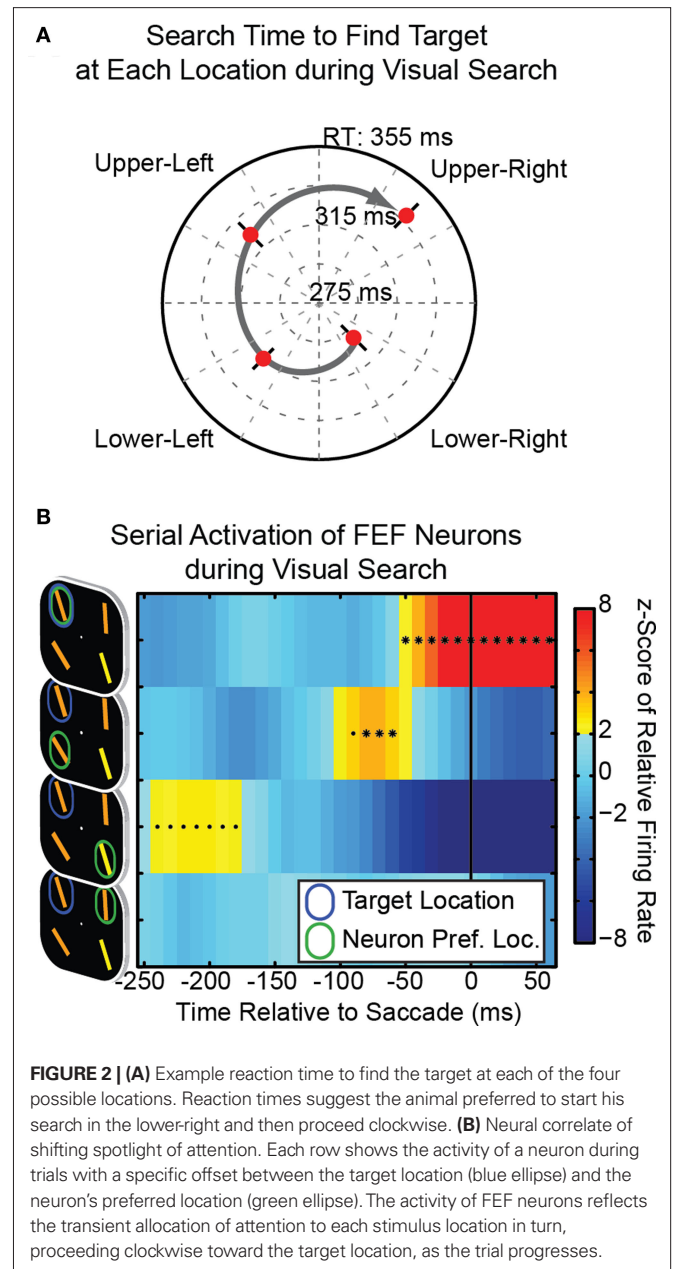 A
Search Time to Find Target
at Each Location during Visual Search
RT: 355 ms
Upper-Left
Upper-Right
315 ms
275 ms
Lower-Left
Lower-Right
B
Serial Activation of FEF Neurons
during Visual Search
8
2
0
−2
−8
z-Score of Relative Firing Rate
Target Location
Neuron Pref. Loc.
-250 -200 -150 -100 -50 0 50
Time Relative to Saccade (ms)
FIGURE 2 | (A) Example reaction time to find the target at each of the four
possible locations. Reaction times suggest the animal preferred to start his
search in the lower-right and then proceed clockwise. (B) Neural correlate of
shifting spotlight of attention. Each row shows the activity of a neuron during
trials with a specific offset between the target location (blue ellipse) and the
neuron's preferred location (green ellipse). The activity of FEF neurons reflects
the transient allocation of attention to each stimulus location in turn,
proceeding clockwise toward the target location, as the trial progresses.